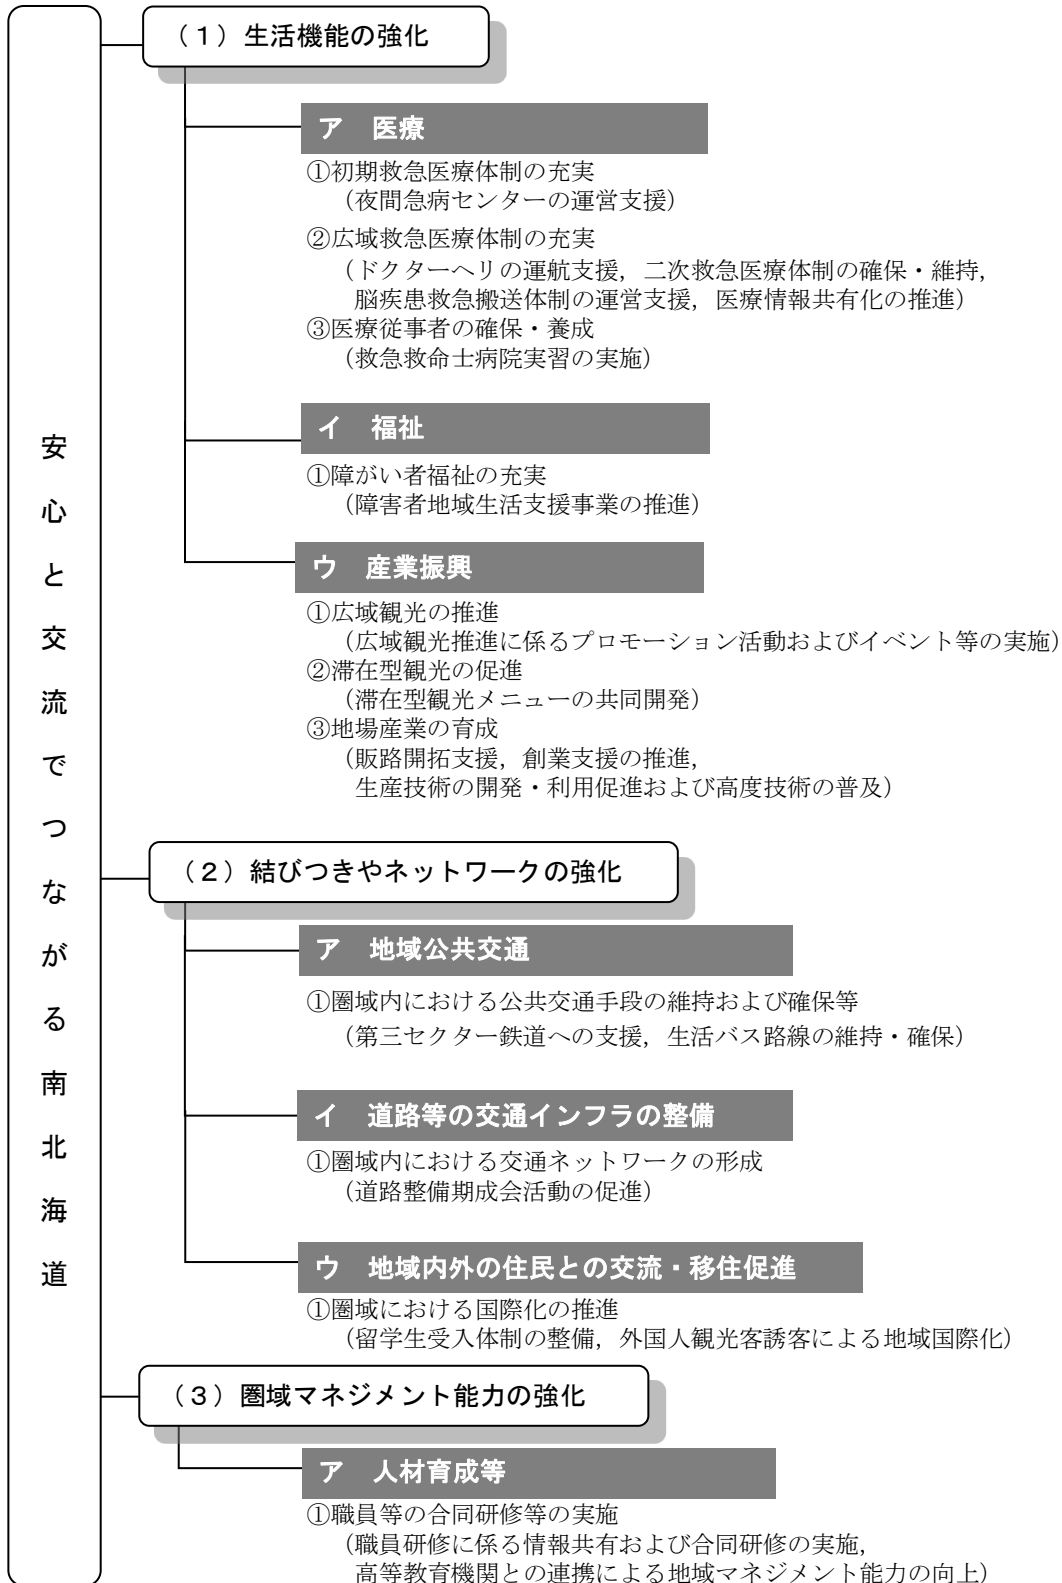 安心と交流でつながる南北海道
（１）生活機能の強化
ア　医療
①初期救急医療体制の充実
（夜間急病センターの運営支援）
②広域救急医療体制の充実
（ドクターヘリの運航支援，二次救急医療体制の確保・維持，
脳疾患救急搬送体制の運営支援，医療情報共有化の推進）
③医療従事者の確保・養成
（救急救命士病院実習の実施）
イ　福祉
①障がい者福祉の充実
（障害者地域生活支援事業の推進）
ウ　産業振興
①広域観光の推進
（広域観光推進に係るプロモーション活動およびイベント等の実施）
②滞在型観光の促進
（滞在型観光メニューの共同開発）
③地場産業の育成
（販路開拓支援，創業支援の推進，
生産技術の開発・利用促進および高度技術の普及）
（２）結びつきやネットワークの強化
ア　地域公共交通
①圏域内における公共交通手段の維持および確保等
（第三セクター鉄道への支援，生活バス路線の維持・確保）
イ　道路等の交通インフラの整備
①圏域内における交通ネットワークの形成
（道路整備期成会活動の促進）
ウ　地域内外の住民との交流・移住促進
①圏域における国際化の推進
（留学生受入体制の整備，外国人観光客誘客による地域国際化）
（３）圏域マネジメント能力の強化
ア　人材育成等
①職員等の合同研修等の実施
（職員研修に係る情報共有および合同研修の実施，
高等教育機関との連携による地域マネジメント能力の向上）